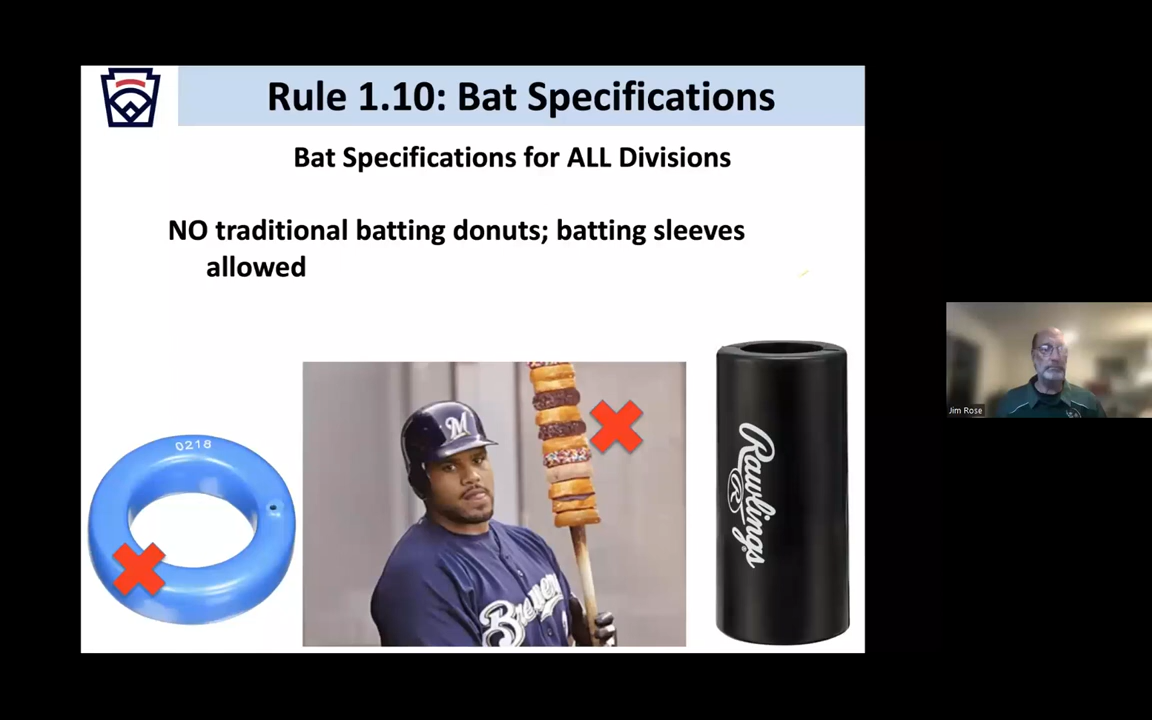 Rule 1.10: Bat Specifications
Bat Specifications for ALL Divisions
NO traditional batting donuts; batting sleeves
allowed
0218
M
Brewers
Rawlings
R
Jim Rose